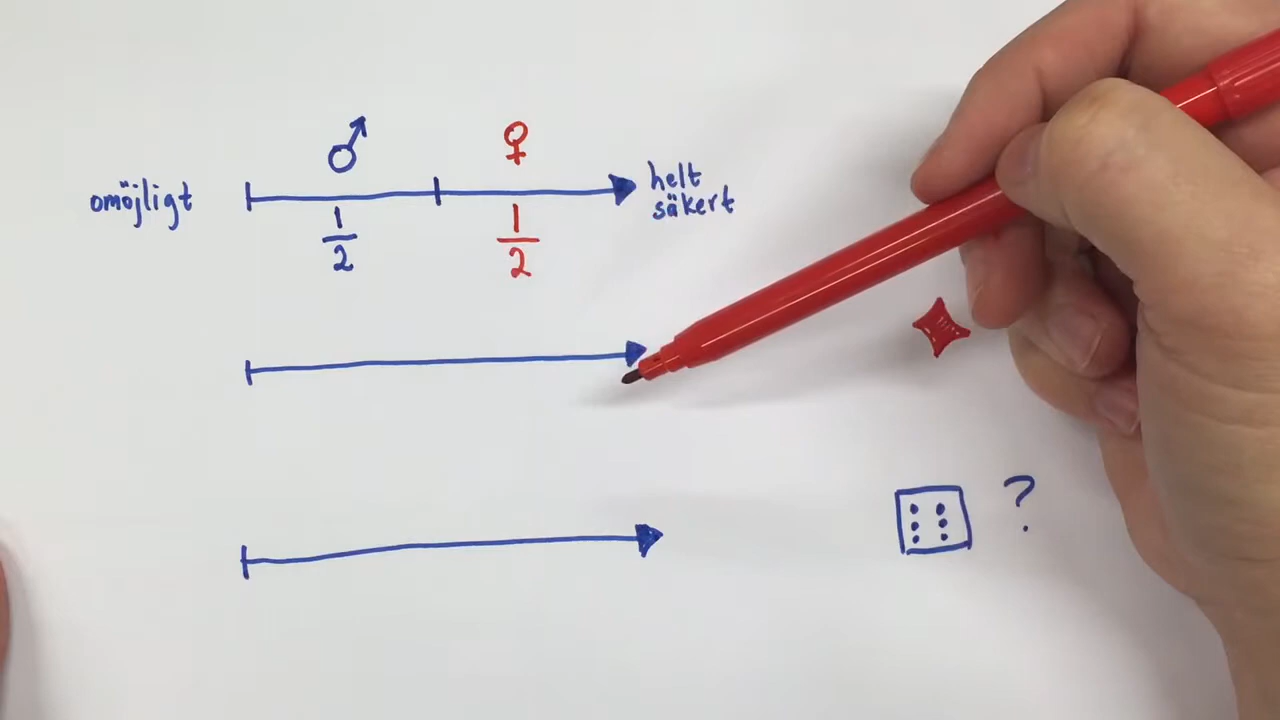 ♂ ♀
omöjligt
helt
säkert
1/2 1/2
?